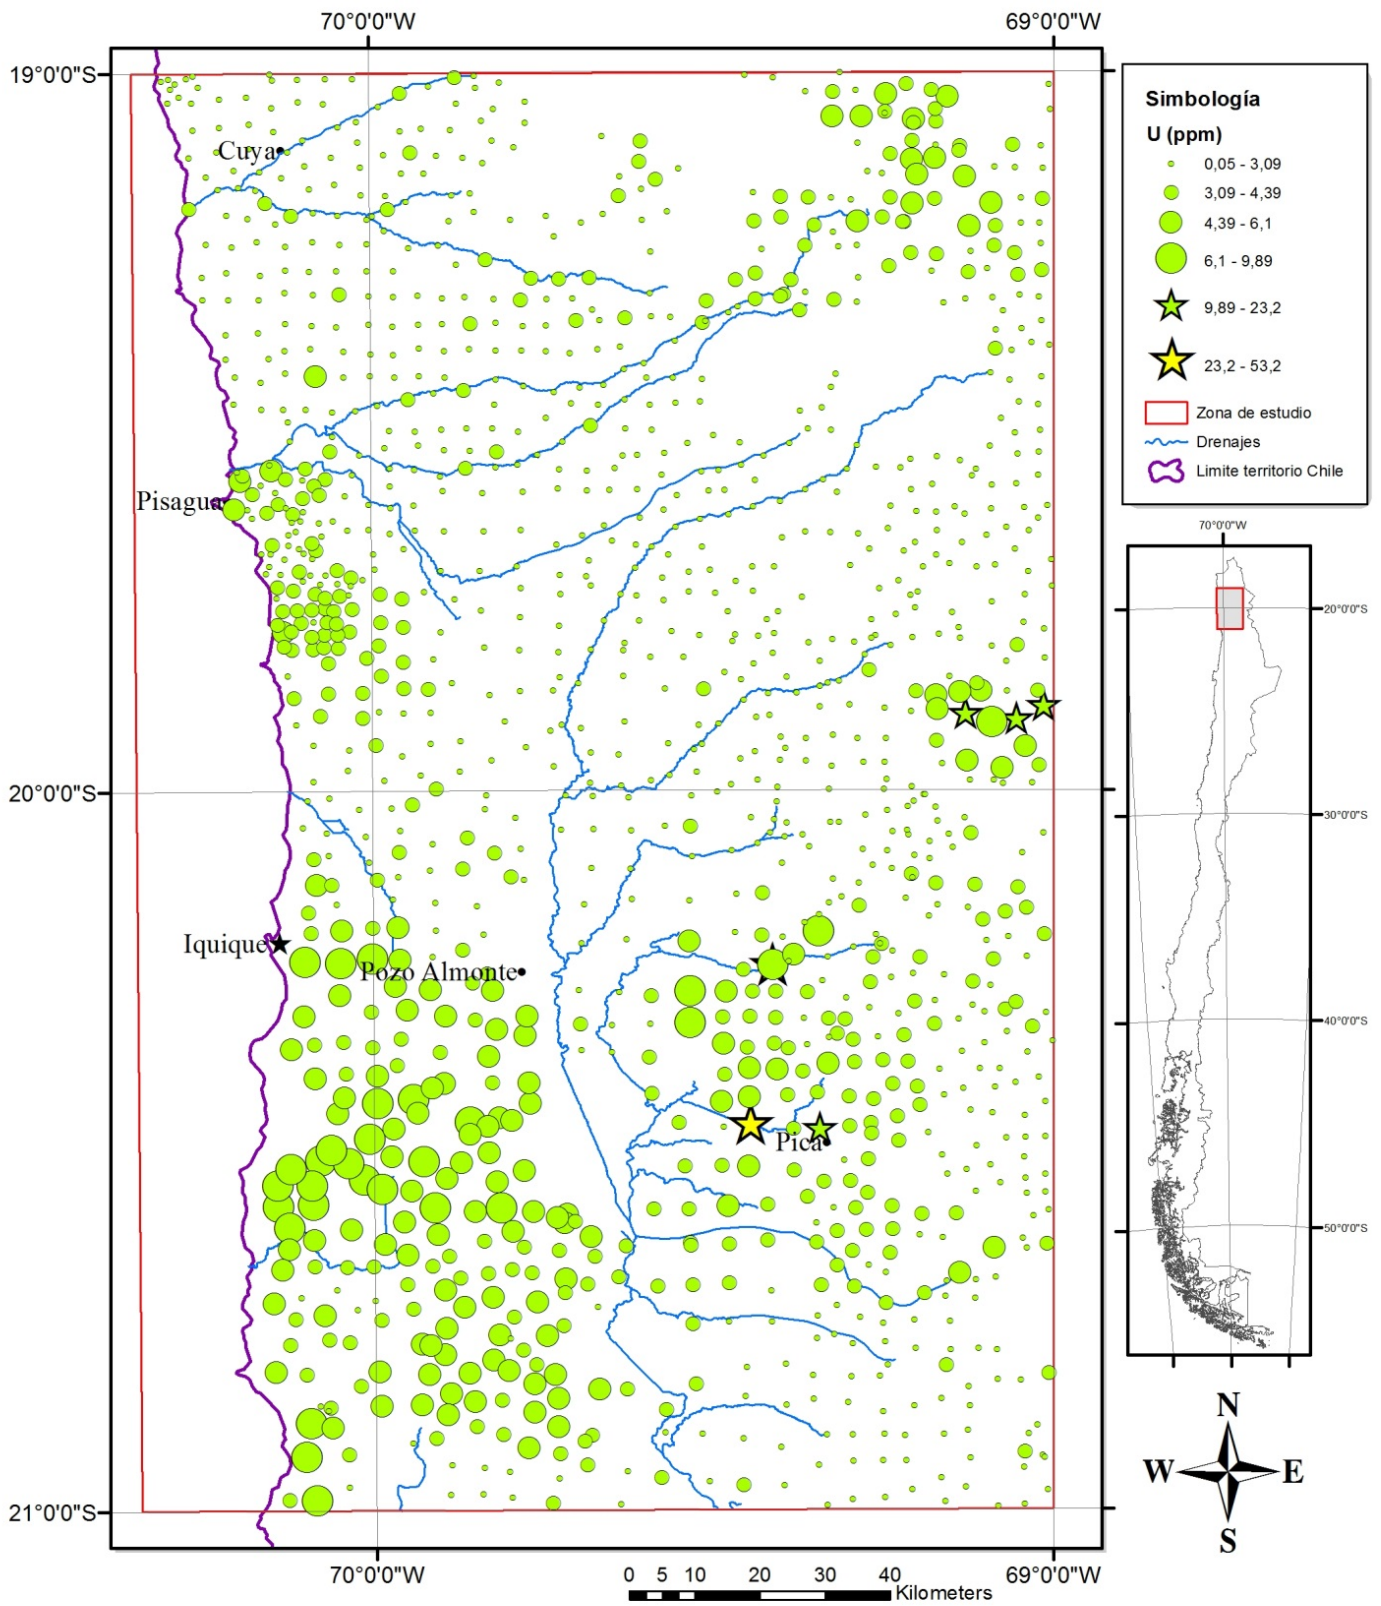 70°0'0"W 69°0'0"W
19°0'0"S
Simbología
U (ppm)
0,05 - 3,09
3,09 - 4,39
4,39 - 6,1
6,1 - 9,89
9,89 - 23,2
23,2 - 53,2
Zona de estudio
Drenajes
Limite territorio Chile
Cuya
Pisagua
70°0'0"W
20°0'0"S
30°0'0"S
40°0'0"S
50°0'0"S
20°0'0"S
Iquique
Pozo Almonte
Pica
21°0'0"S
N
W E
S
70°0'0"W 69°0'0"W
0 5 10 20 30 40
Kilometers